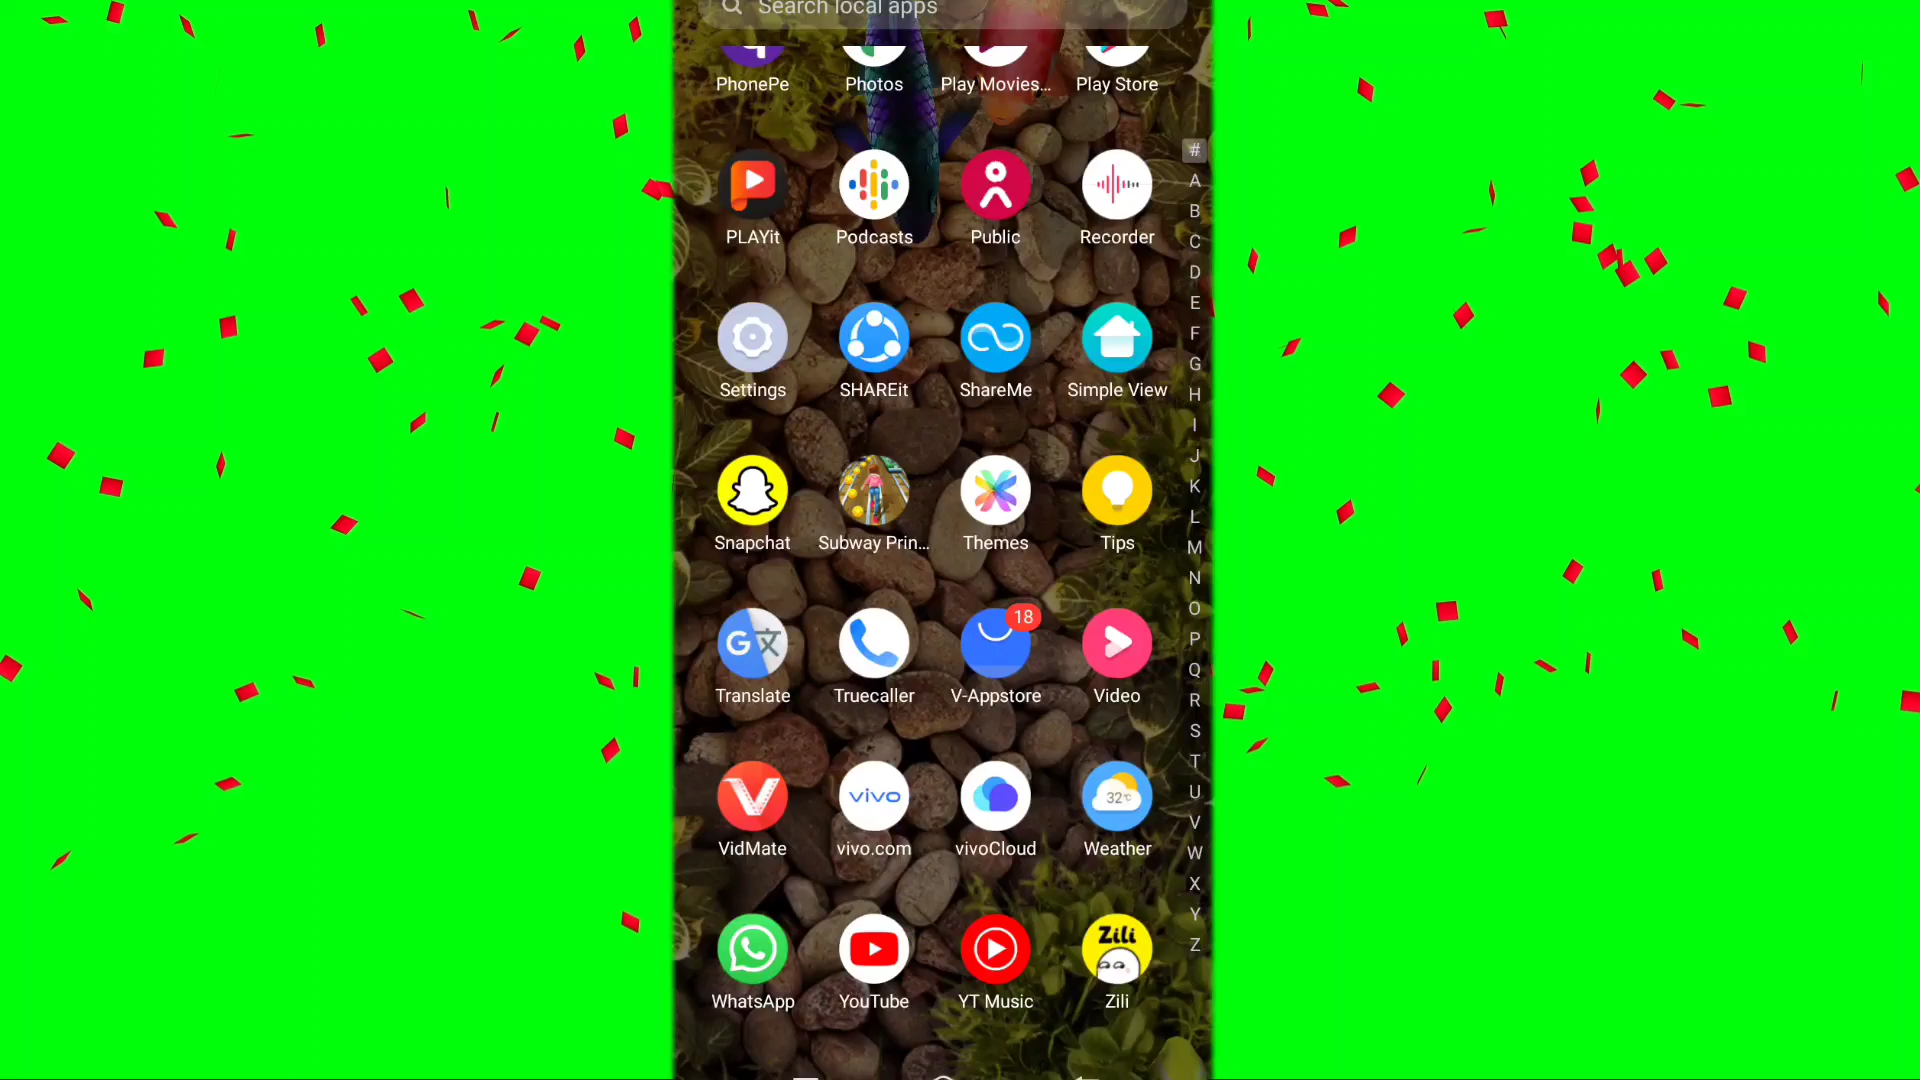 Search local apps
PhonePe Photos Play Movies... Play Store
PLAYit Podcasts Public Recorder
Settings SHAREit ShareMe Simple View
Snapchat Subway Prin... Themes Tips
G 文 18
Translate Truecaller V-Appstore Video
vivo 32°C
VidMate vivo.com vivoCloud Weather
Zili
WhatsApp YouTube YT Music Zili
#
A
B
C
D
E
F
G
H
I
J
K
L
M
N
O
P
Q
R
S
T
U
V
W
X
Y
Z